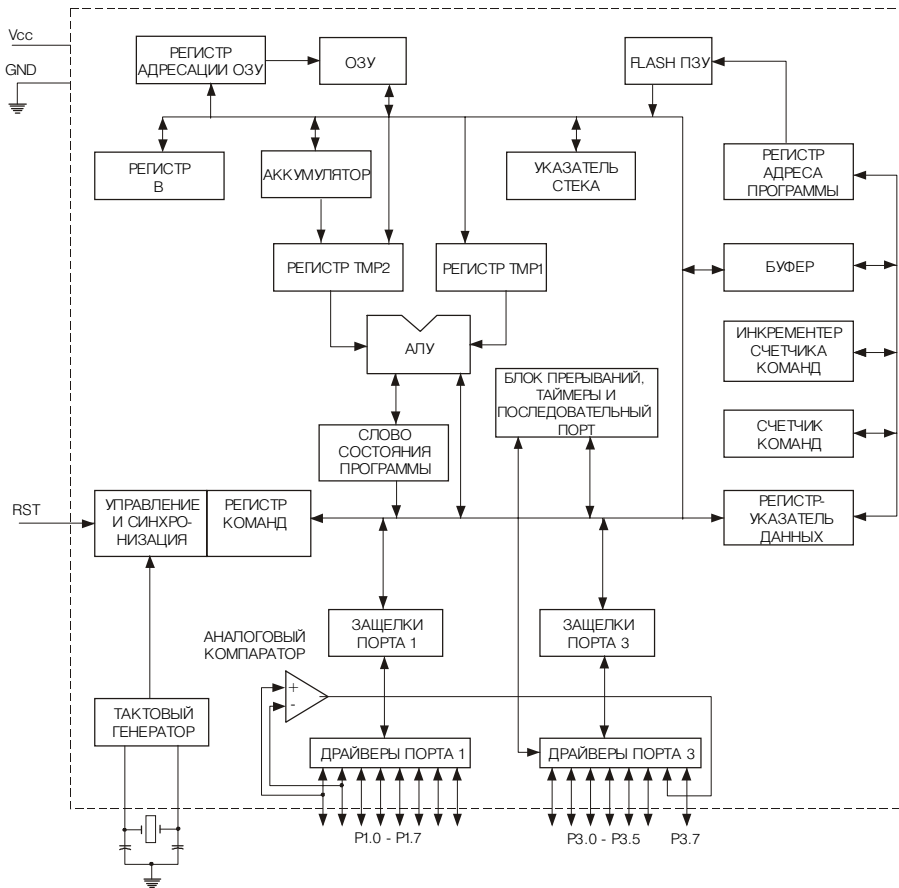 Vcc
GND
РЕГИСТР
АДРЕСАЦИИ ОЗУ
ОЗУ
FLASH ПЗУ
РЕГИСТР
В
АККУМУЛЯТОР
УКАЗАТЕЛЬ
СТЕКА
РЕГИСТР
АДРЕСА
ПРОГРАММЫ
РЕГИСТР TMP2
РЕГИСТР TMP1
БУФЕР
АЛУ
ИНКРЕМЕНТЕР
СЧЕТЧИКА
КОМАНД
БЛОК ПРЕРЫВАНИЙ,
ТАЙМЕРЫ И
ПОСЛЕДОВАТЕЛЬНЫЙ
ПОРТ
СЛОВО
СОСТОЯНИЯ
ПРОГРАММЫ
СЧЕТЧИК
КОМАНД
RST
УПРАВЛЕНИЕ
И СИНХРО-
НИЗАЦИЯ
РЕГИСТР
КОМАНД
РЕГИСТР-
УКАЗАТЕЛЬ
ДАННЫХ
АНАЛОГОВЫЙ
КОМПАРАТОР
+
-
ЗАЩЕЛКИ
ПОРТА 1
ЗАЩЕЛКИ
ПОРТА 3
ТАКТОВЫЙ
ГЕНЕРАТОР
ДРАЙВЕРЫ ПОРТА 1
ДРАЙВЕРЫ ПОРТА 3
P1.0 - P1.7
P3.0 - P3.5
P3.7